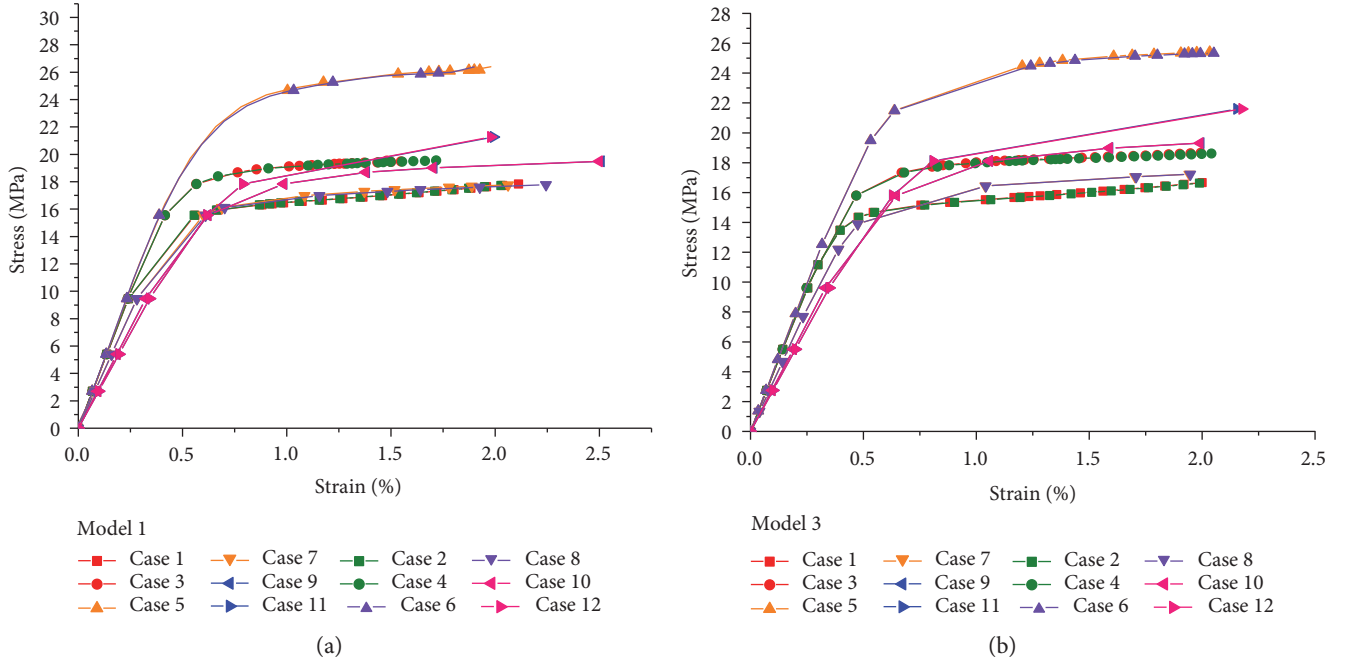 30
28
26
24
22
20
18
16
14
12
10
8
6
4
2
0
Stress (MPa)
0.0 0.5 1.0 1.5 2.0 2.5
Strain (%)
Model 1
Case 1 Case 7 Case 2 Case 8
Case 3 Case 9 Case 4 Case 10
Case 5 Case 11 Case 6 Case 12
(a)
28
26
24
22
20
18
16
14
12
10
8
6
4
2
0
Stress (MPa)
0.0 0.5 1.0 1.5 2.0 2.5
Strain (%)
Model 3
Case 1 Case 7 Case 2 Case 8
Case 3 Case 9 Case 4 Case 10
Case 5 Case 11 Case 6 Case 12
(b)